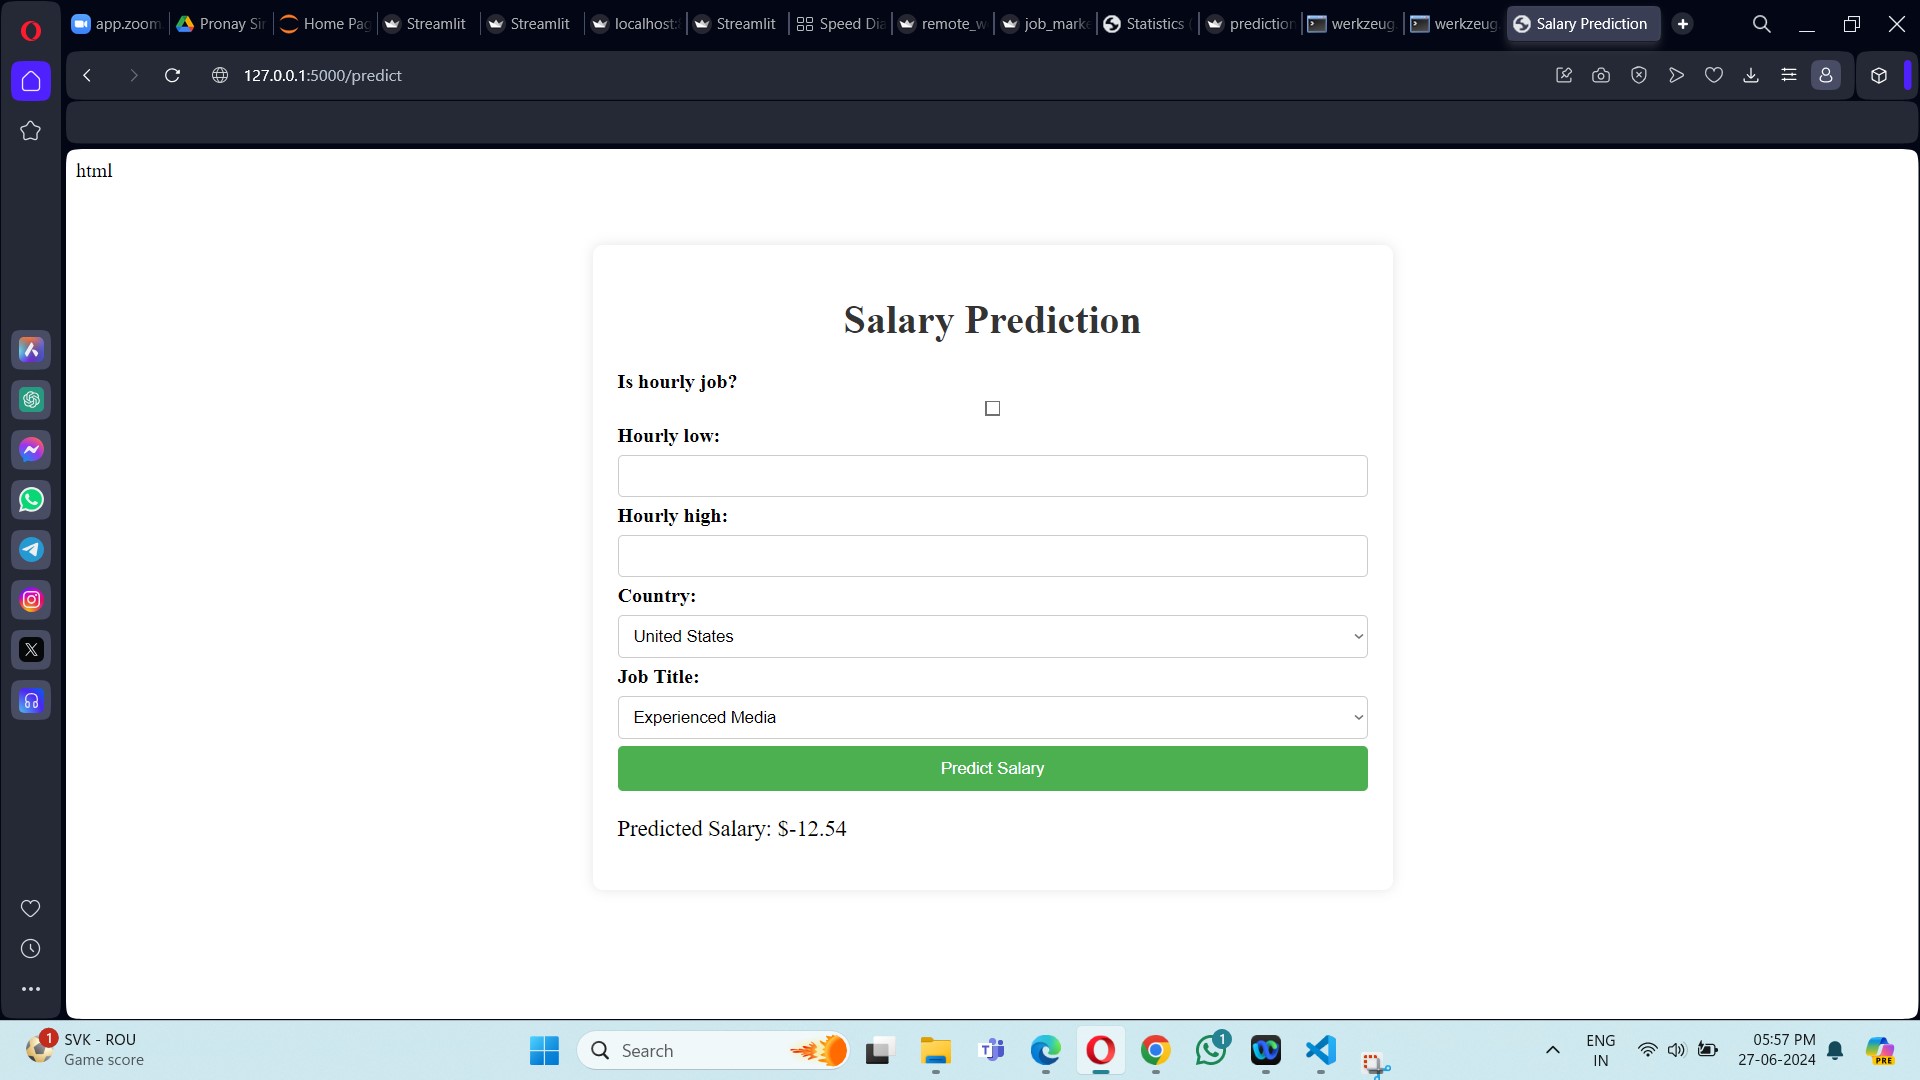 app.zoom
Pronay Sir
Home Pag
Streamlit
Streamlit
localhost:
Streamlit
Speed Dia
remote_w
job_marke
Statistics
prediction
werkzeug
werkzeug
Salary Prediction
127.0.0.1:5000/predict
html
Salary Prediction
Is hourly job?
Hourly low:
Hourly high:
Country:
United States
Job Title:
Experienced Media
Predict Salary
Predicted Salary: $-12.54
1
SVK - ROU
Game score
Search
1
ENG
IN
05:57 PM
27-06-2024
PRE